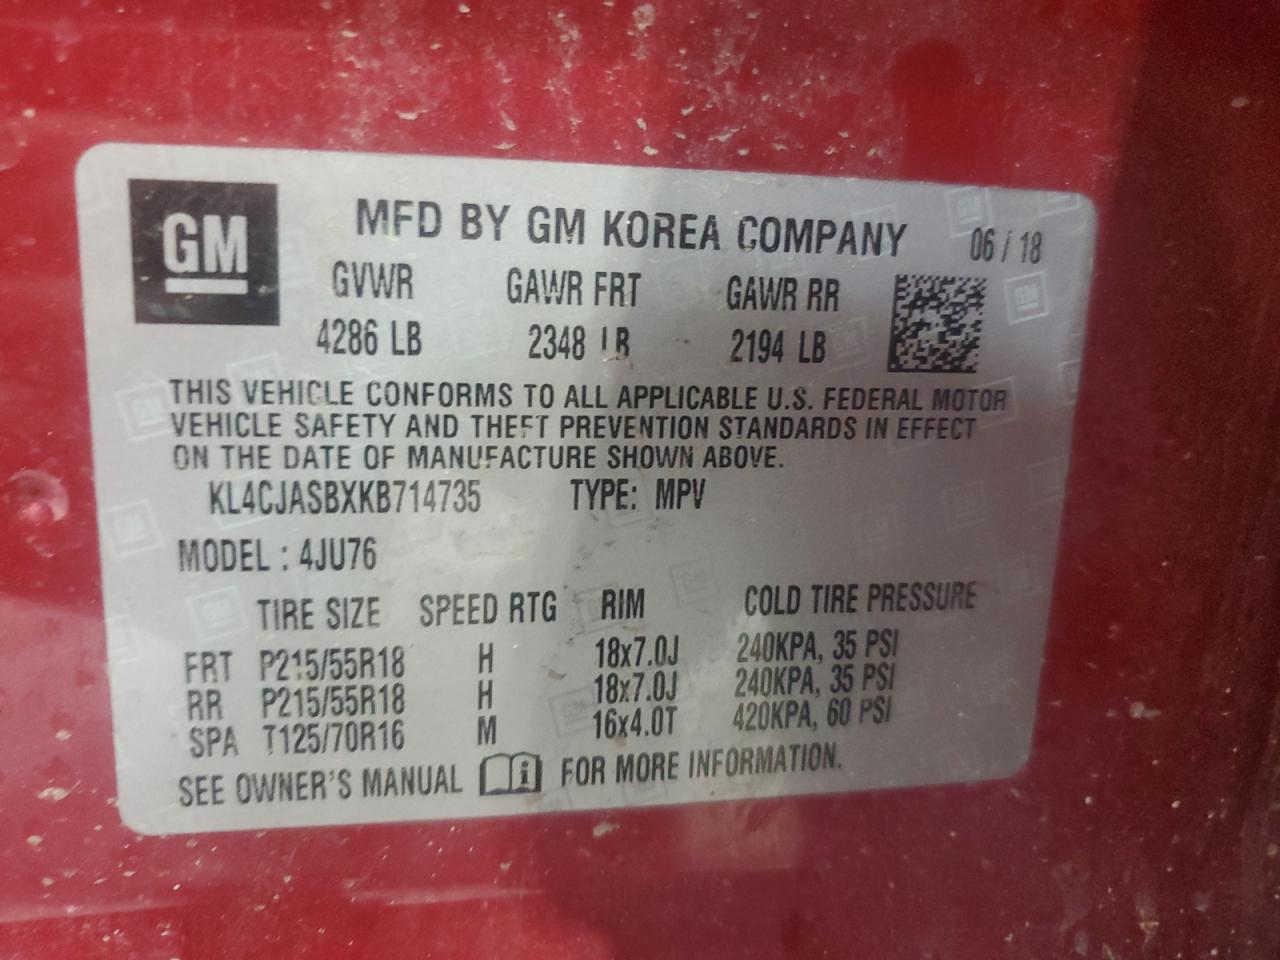 GM MFD BY GM KOREA COMPANY 06 / 18
GVWR GAWR FRT GAWR RR
4286 LB 2348 LB 2194 LB
THIS VEHICLE CONFORMS TO ALL APPLICABLE U.S. FEDERAL MOTOR
VEHICLE SAFETY AND THEFT PREVENTION STANDARDS IN EFFECT
ON THE DATE OF MANUFACTURE SHOWN ABOVE.
KL4CJASBXKB714735 TYPE: MPV
MODEL : 4JU76
TIRE SIZE SPEED RTG RIM COLD TIRE PRESSURE
FRT P215/55R18 H 18x7.0J 240KPA, 35 PSI
RR P215/55R18 H 18x7.0J 240KPA, 35 PSI
SPA T125/70R16 M 16x4.0T 420KPA, 60 PSI
SEE OWNER'S MANUAL i FOR MORE INFORMATION.